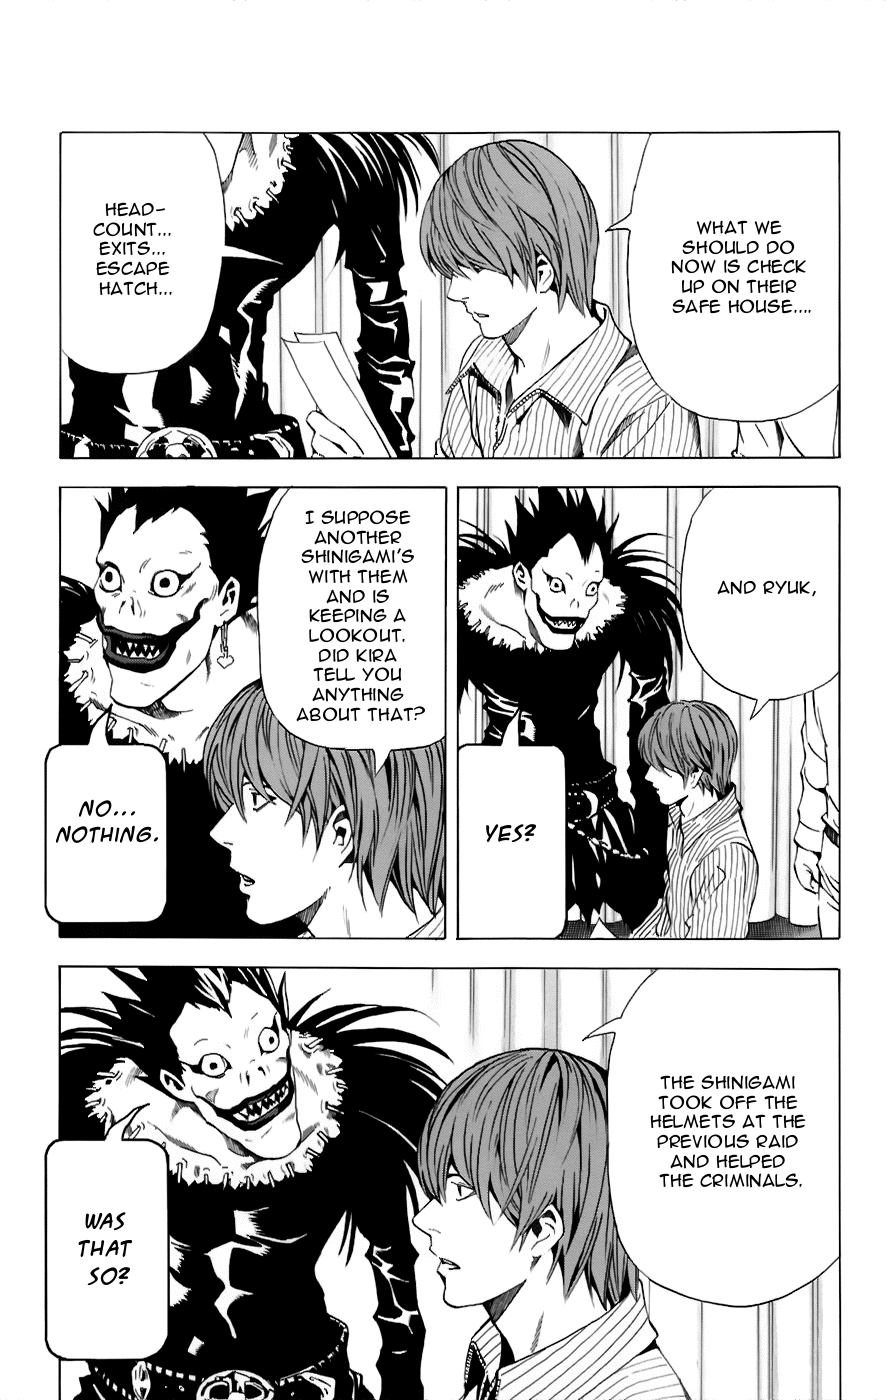 WHAT WE
SHOULD DO
NOW IS CHECK
UP ON THEIR
SAFE HOUSE....
HEAD-
COUNT...
EXITS...
ESCAPE
HATCH...
AND RYUK,
YES?
I SUPPOSE
ANOTHER
SHINIGAMI'S
WITH THEM
AND IS
KEEPING A
LOOKOUT.
DID KIRA
TELL YOU
ANYTHING
ABOUT THAT?
NO...
NOTHING.
THE SHINIGAMI
TOOK OFF THE
HELMETS AT THE
PREVIOUS RAID
AND HELPED
THE CRIMINALS.
WAS
THAT
SO?